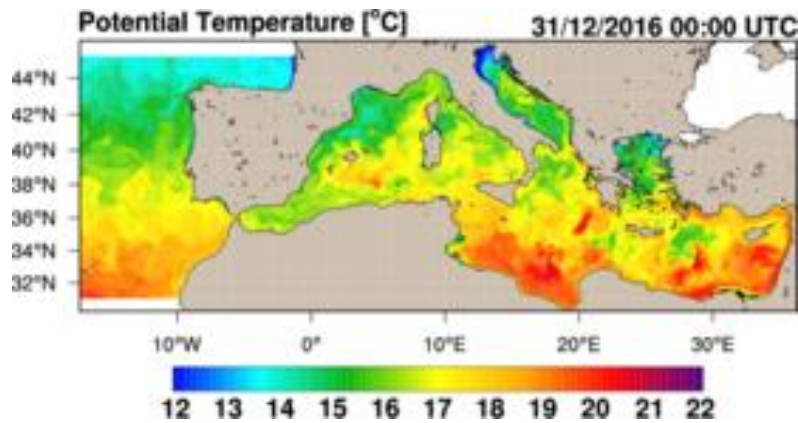 Potential Temperature [°C] 31/12/2016 00:00 UTC
44°N
42°N
40°N
38°N
36°N
34°N
32°N
10°W 0° 10°E 20°E 30°E
12 13 14 15 16 17 18 19 20 21 22